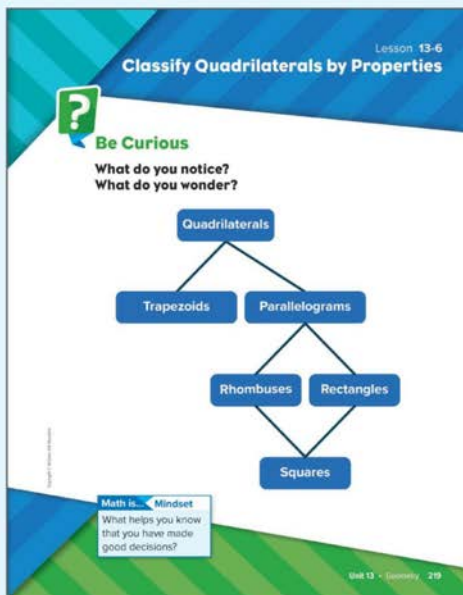 Lesson 13-6
Classify Quadrilaterals by Properties
?
Be Curious
What do you notice?
What do you wonder?
Quadrilaterals
Trapezoids
Parallelograms
Rhombuses
Rectangles
Squares
Math is... Mindset
What helps you know
that you have made
good decisions?
Unit 13 • Geometry 219